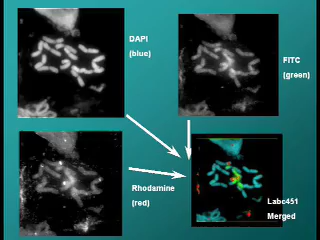 DAPI
(blue)
FITC
(green)
Rhodamine
(red)
Labc451
Merged